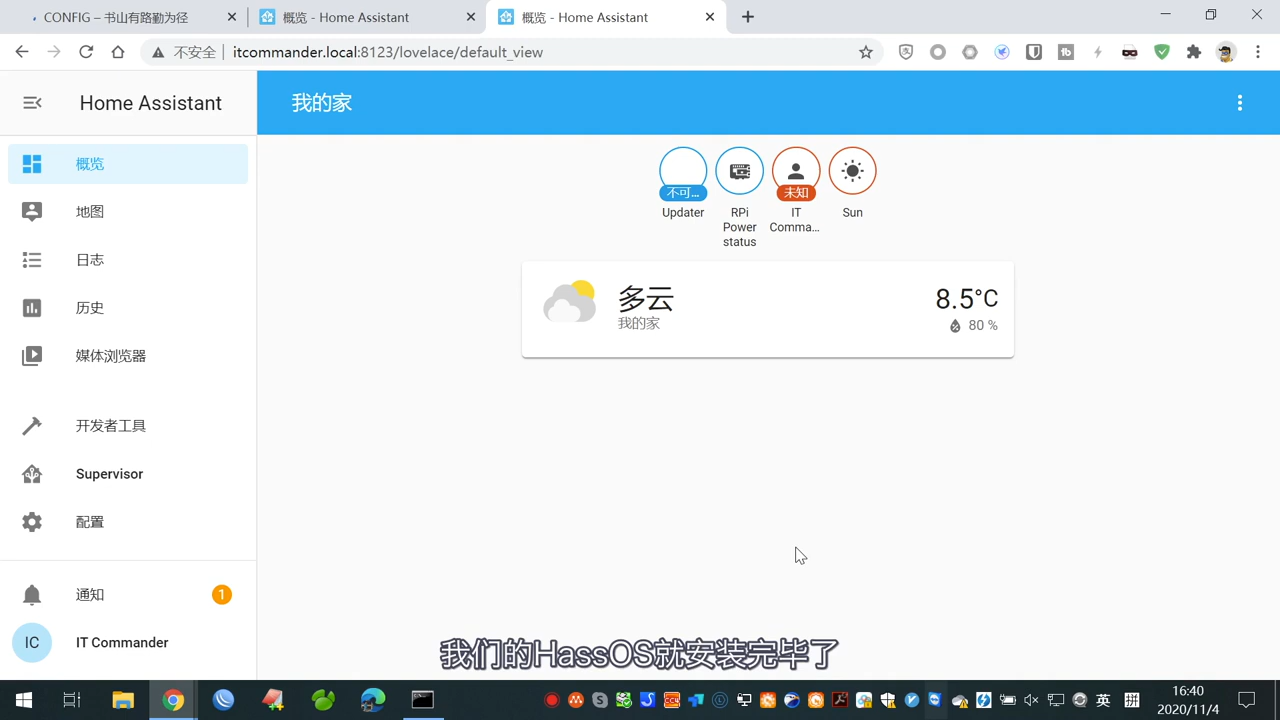 CONFIG – 书山有路勤为径
概览 - Home Assistant
概览 - Home Assistant
不安全
itcommander.local:8123/lovelace/default_view
Home Assistant
我的家
概览
地图
日志
历史
媒体浏览器
开发者工具
Supervisor
配置
通知
1
IC
IT Commander
不可...
未知
Updater
RPi Power status
IT Comma...
Sun
多云
我的家
8.5°C
80 %
我们的HassOS就安装完毕了
英
拼
16:40
2020/11/4